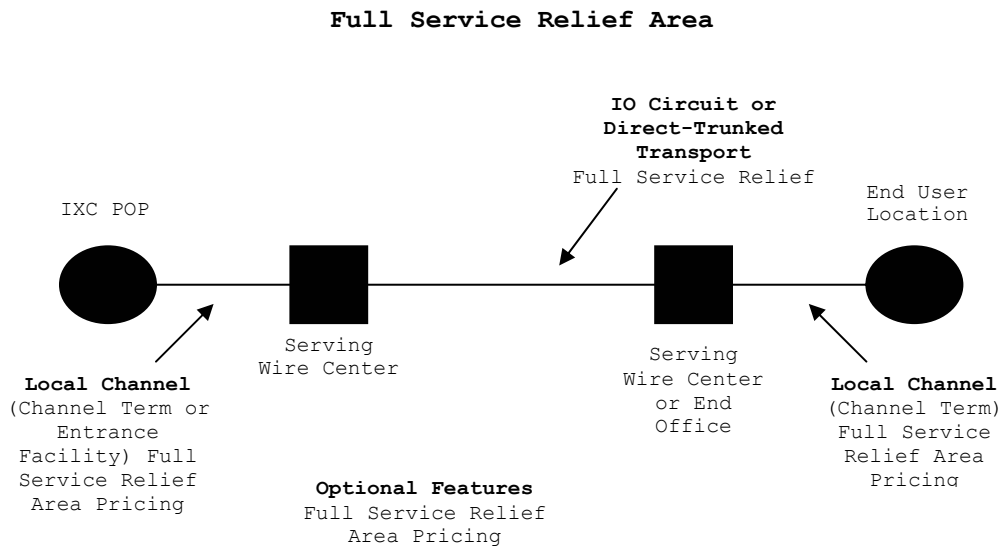 Full Service Relief Area
IO Circuit or
Direct-Trunked
Transport
Full Service Relief
IXC POP
End User
Location
Serving
Wire Center
Serving
Wire Center
or End
Office
Local Channel
(Channel Term or
Entrance
Facility) Full
Service Relief
Area Pricing
Local Channel
(Channel Term)
Full Service
Relief Area
Pricing
Optional Features
Full Service Relief
Area Pricing